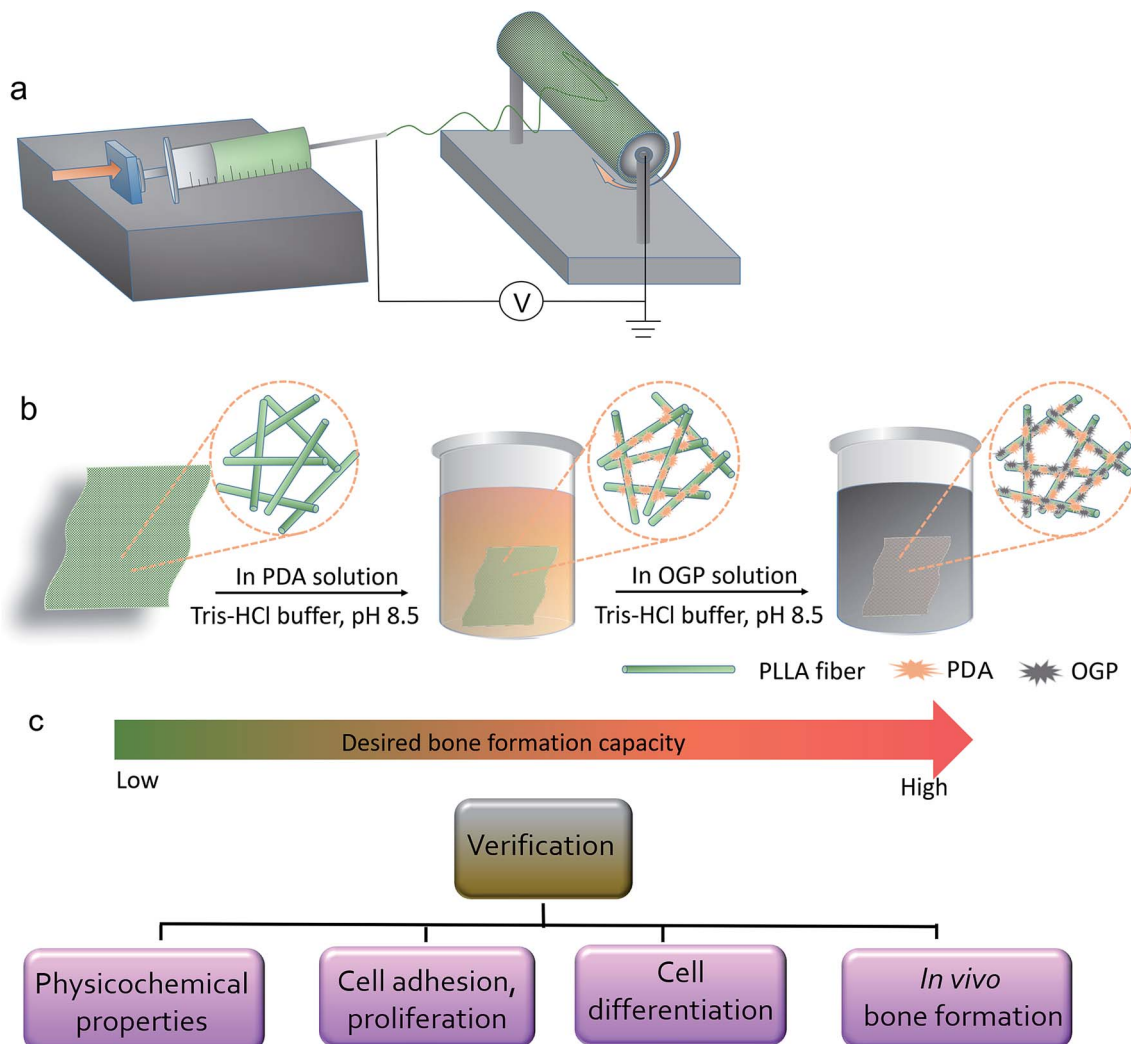 a
V
b
In PDA solution
Tris-HCl buffer, pH 8.5
In OGP solution
Tris-HCl buffer, pH 8.5
PLLA fiber
PDA
OGP
c
Desired bone formation capacity
Low
High
Verification
Physicochemical
properties
Cell adhesion,
proliferation
Cell
differentiation
In vivo
bone formation